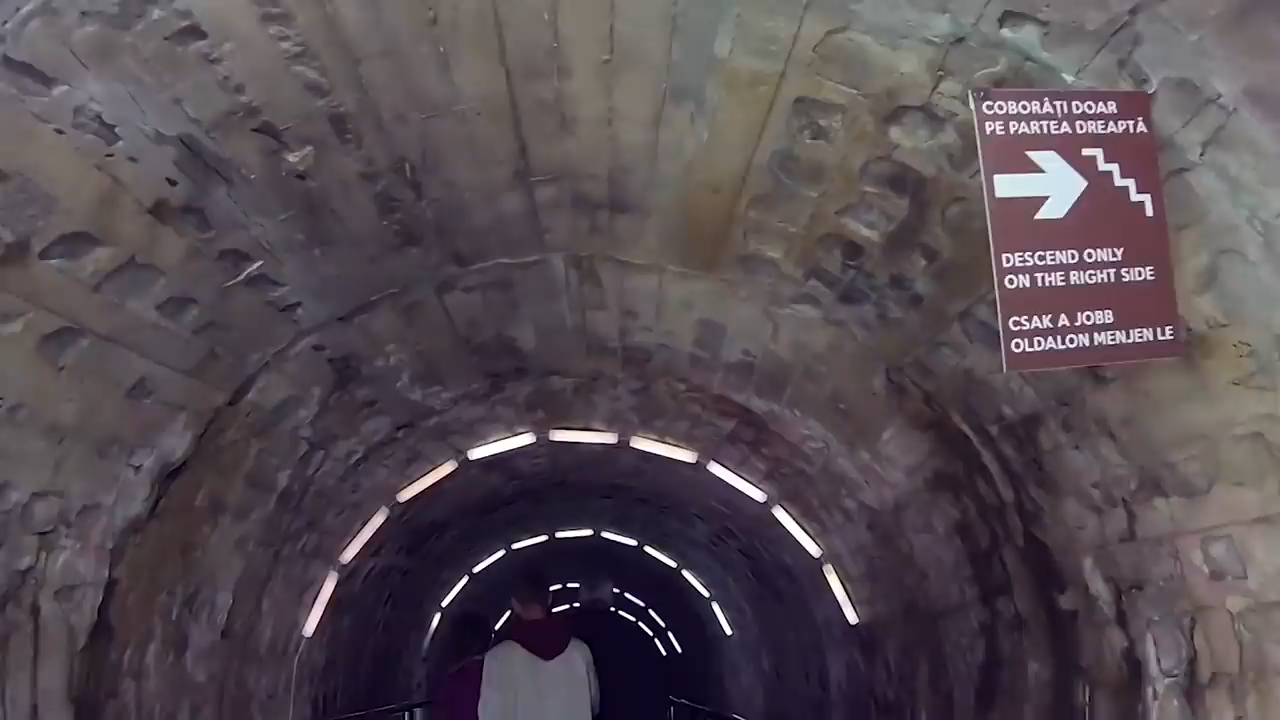 COBORÂȚI DOAR
PE PARTEA DREAPTĂ
DESCEND ONLY
ON THE RIGHT SIDE
CSAK A JOBB
OLDALON MENJEN LE